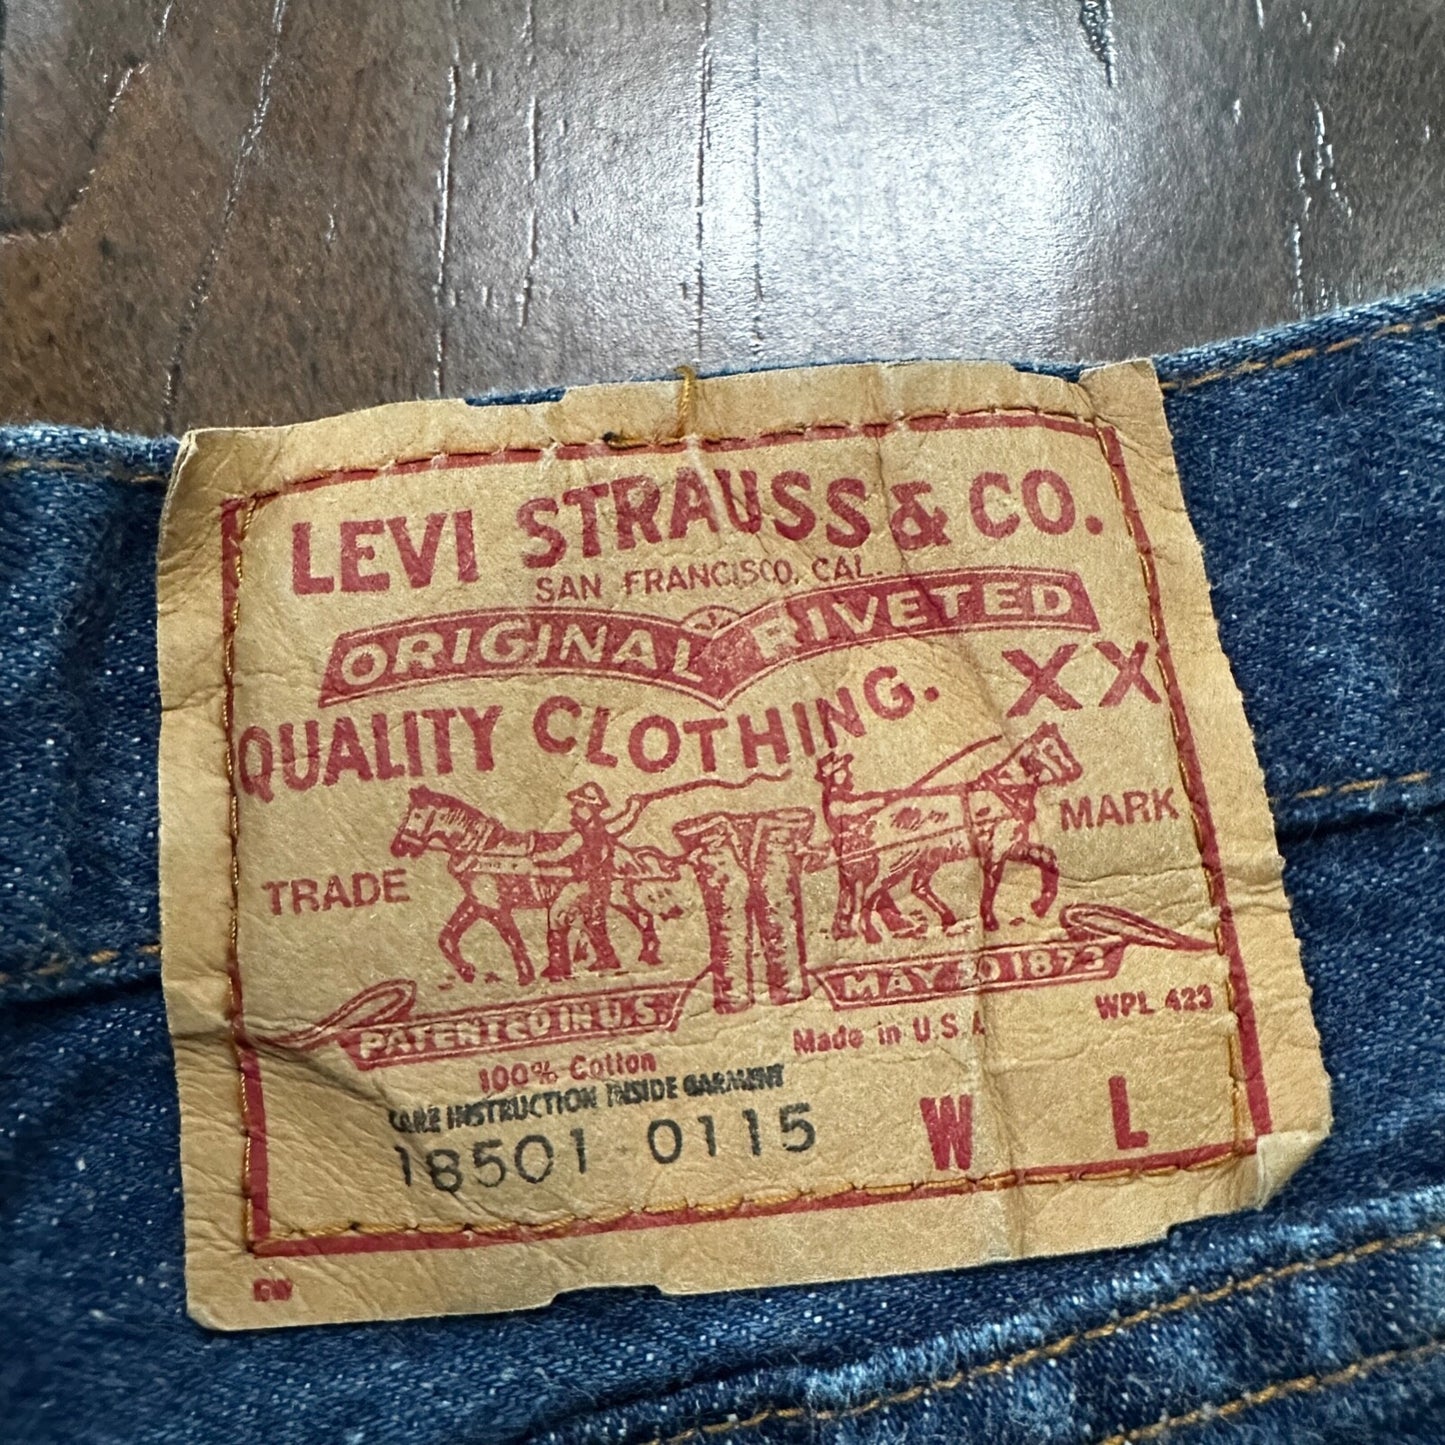 LEVI STRAUSS & CO.
SAN FRANCISCO, CAL.
ORIGINAL RIVETED
QUALITY CLOTHING. XX
TRADE MARK
PATENTED IN U.S. MAY 20 1873
WPL 423
100% Cotton Made in U.S.A.
CARE INSTRUCTION INSIDE GARMENT
18501 0115 W L